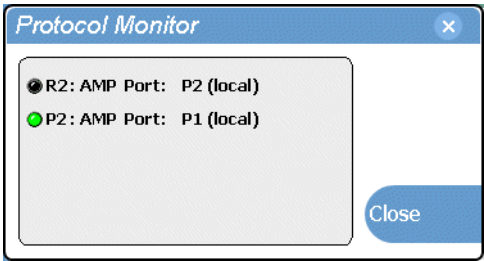 Protocol Monitor
R2: AMP Port: P2 (local)
P2: AMP Port: P1 (local)
Close